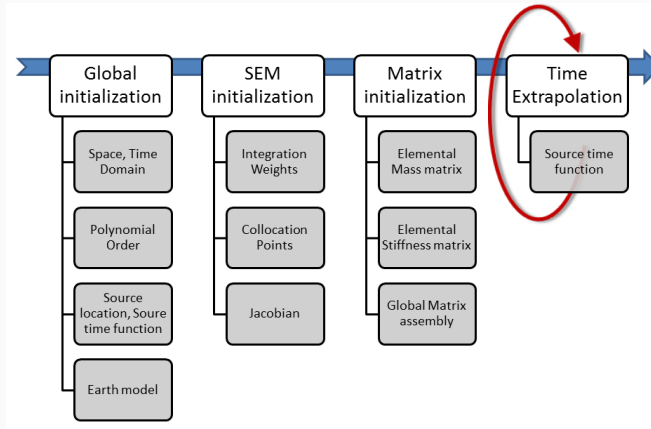 Global
initialization
Space, Time
Domain
Polynomial
Order
Source
location, Soure
time function
Earth model
SEM
initialization
Integration
Weights
Collocation
Points
Jacobian
Matrix
initialization
Elemental
Mass matrix
Elemental
Stiffness matrix
Global Matrix
assembly
Time
Extrapolation
Source time
function